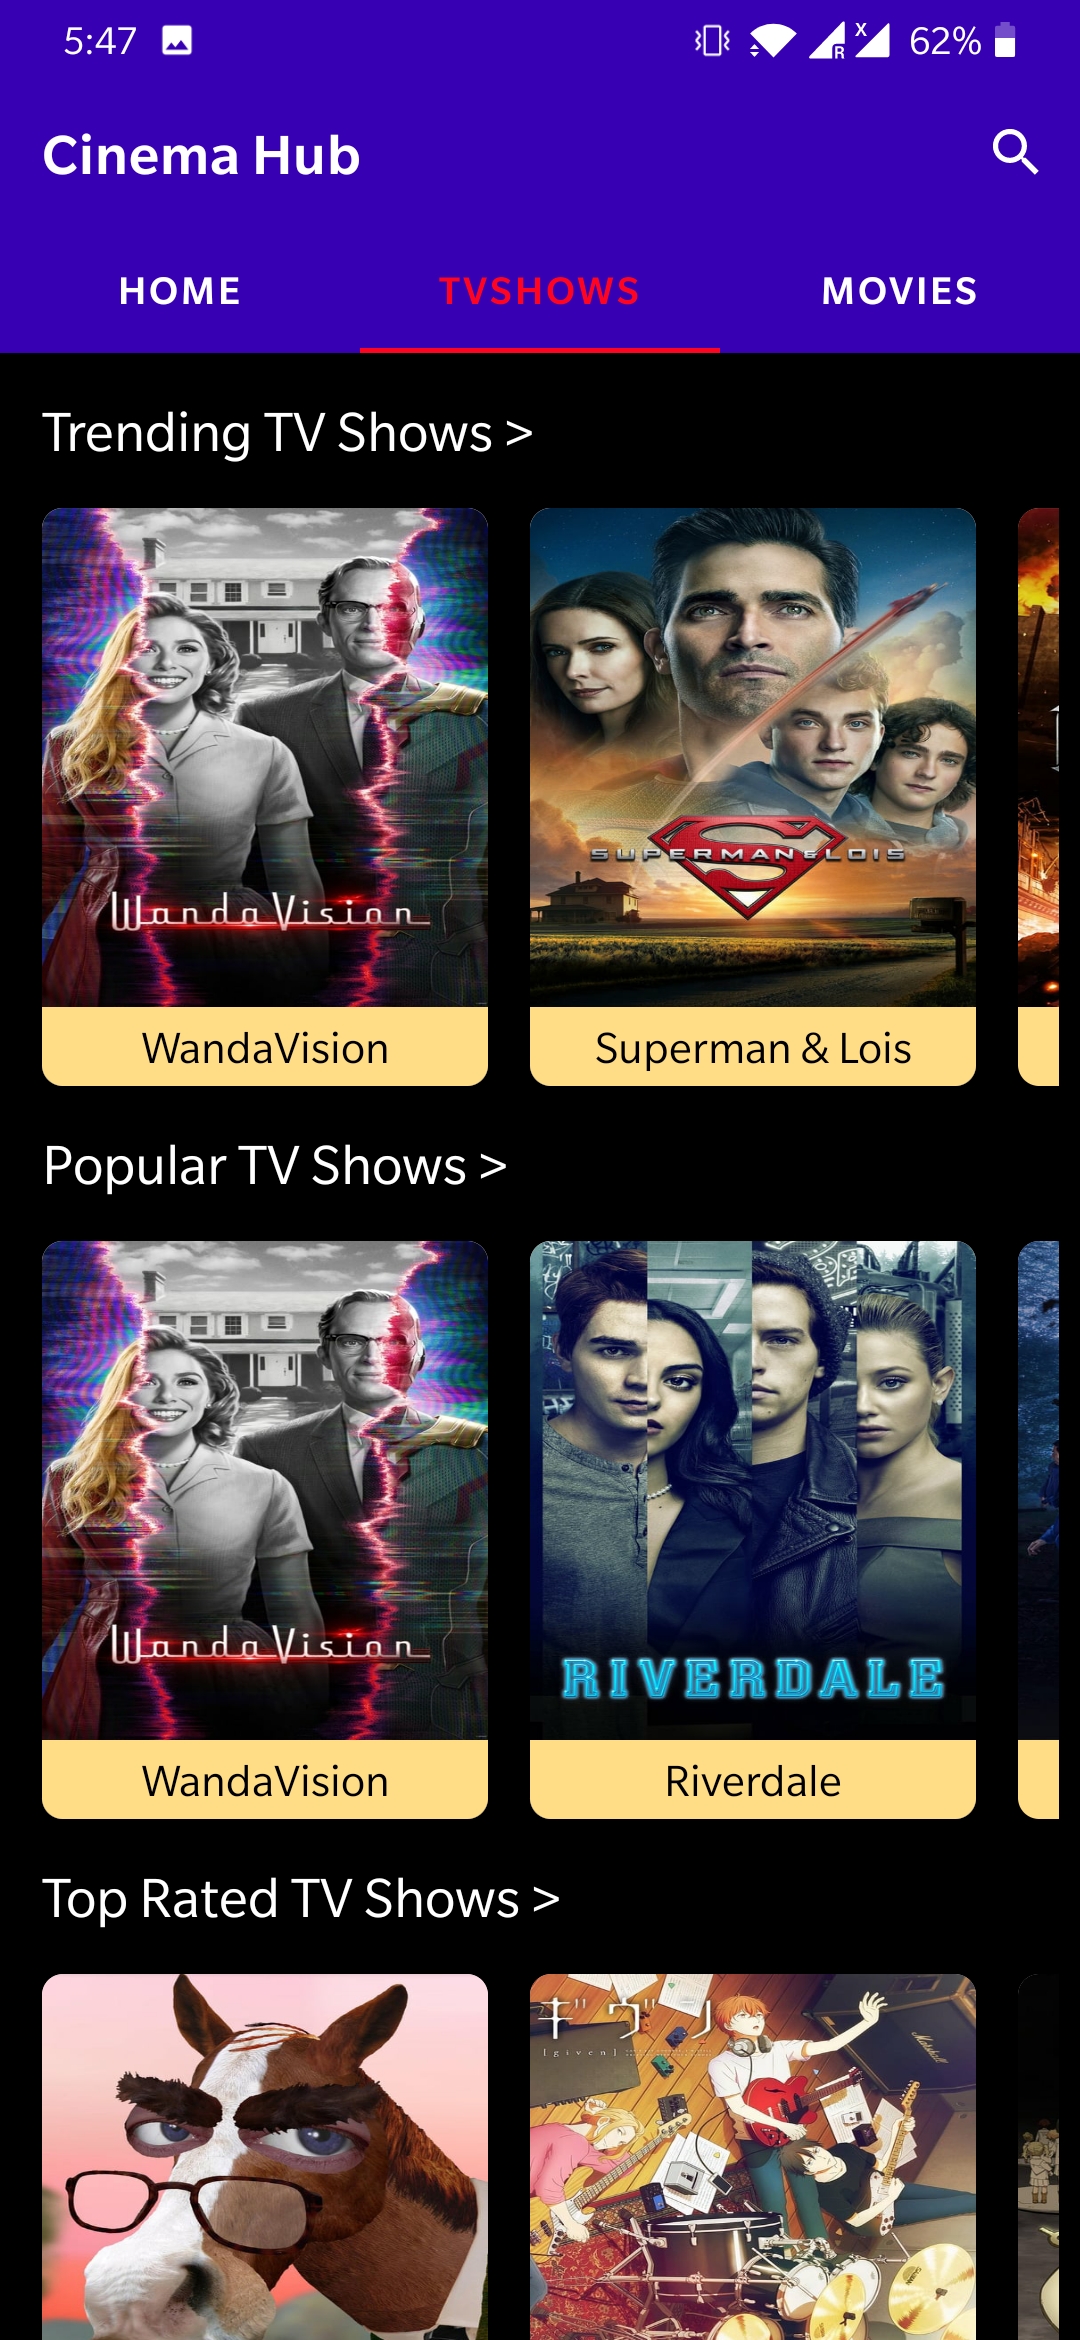 5:47
R
X
62%
Cinema Hub
HOME
TVSHOWS
MOVIES
Trending TV Shows >
WandaVision
SUPERMAN & LOIS
WandaVision
Superman & Lois
Popular TV Shows >
WandaVision
RIVERDALE
WandaVision
Riverdale
Top Rated TV Shows >
ギヴン
[given]
Marshall